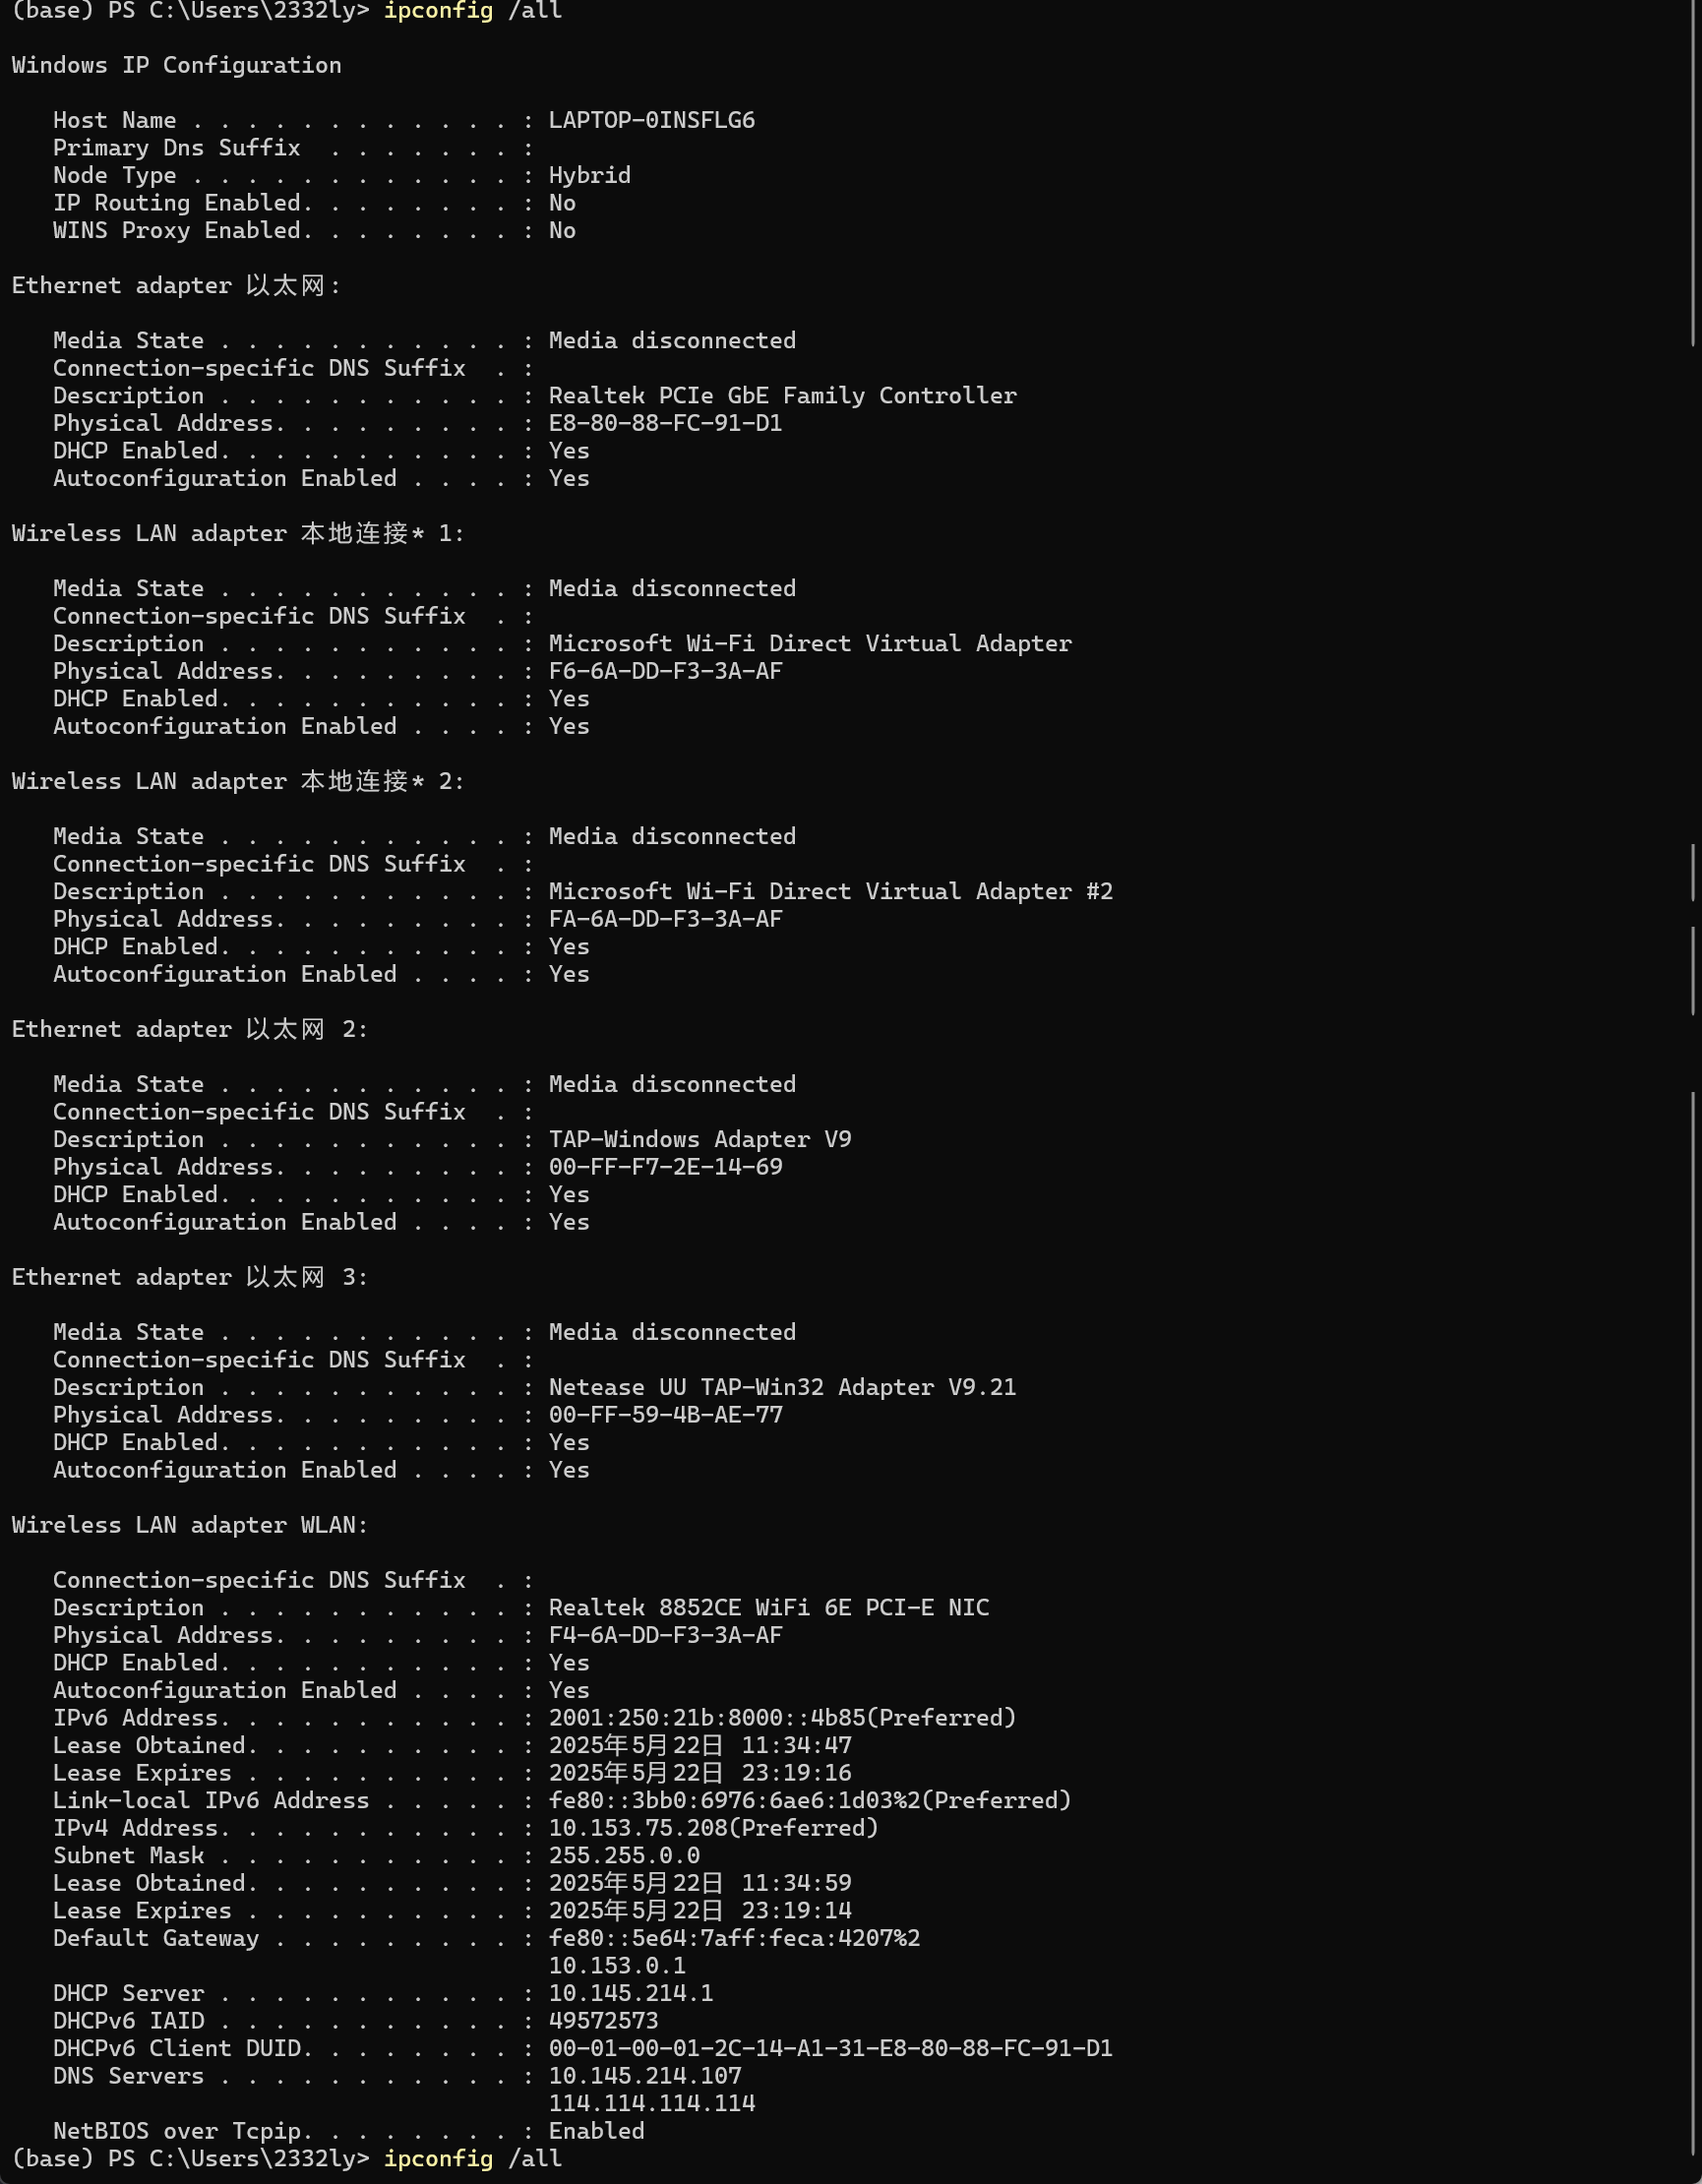 (base) PS C:\Users\2332ly> ipconfig /all
Windows IP Configuration
   Host Name . . . . . . . . . . . . : LAPTOP-0INSFLG6
   Primary Dns Suffix  . . . . . . . :
   Node Type . . . . . . . . . . . . : Hybrid
   IP Routing Enabled. . . . . . . . : No
   WINS Proxy Enabled. . . . . . . . : No
Ethernet adapter 以太网:
   Media State . . . . . . . . . . . : Media disconnected
   Connection-specific DNS Suffix  . :
   Description . . . . . . . . . . . : Realtek PCIe GbE Family Controller
   Physical Address. . . . . . . . . : E8-80-88-FC-91-D1
   DHCP Enabled. . . . . . . . . . . : Yes
   Autoconfiguration Enabled . . . . : Yes
Wireless LAN adapter 本地连接* 1:
   Media State . . . . . . . . . . . : Media disconnected
   Connection-specific DNS Suffix  . :
   Description . . . . . . . . . . . : Microsoft Wi-Fi Direct Virtual Adapter
   Physical Address. . . . . . . . . : F6-6A-DD-F3-3A-AF
   DHCP Enabled. . . . . . . . . . . : Yes
   Autoconfiguration Enabled . . . . : Yes
Wireless LAN adapter 本地连接* 2:
   Media State . . . . . . . . . . . : Media disconnected
   Connection-specific DNS Suffix  . :
   Description . . . . . . . . . . . : Microsoft Wi-Fi Direct Virtual Adapter #2
   Physical Address. . . . . . . . . : FA-6A-DD-F3-3A-AF
   DHCP Enabled. . . . . . . . . . . : Yes
   Autoconfiguration Enabled . . . . : Yes
Ethernet adapter 以太网 2:
   Media State . . . . . . . . . . . : Media disconnected
   Connection-specific DNS Suffix  . :
   Description . . . . . . . . . . . : TAP-Windows Adapter V9
   Physical Address. . . . . . . . . : 00-FF-F7-2E-14-69
   DHCP Enabled. . . . . . . . . . . : Yes
   Autoconfiguration Enabled . . . . : Yes
Ethernet adapter 以太网 3:
   Media State . . . . . . . . . . . : Media disconnected
   Connection-specific DNS Suffix  . :
   Description . . . . . . . . . . . : Netease UU TAP-Win32 Adapter V9.21
   Physical Address. . . . . . . . . : 00-FF-59-4B-AE-77
   DHCP Enabled. . . . . . . . . . . : Yes
   Autoconfiguration Enabled . . . . : Yes
Wireless LAN adapter WLAN:
   Connection-specific DNS Suffix  . :
   Description . . . . . . . . . . . : Realtek 8852CE WiFi 6E PCI-E NIC
   Physical Address. . . . . . . . . : F4-6A-DD-F3-3A-AF
   DHCP Enabled. . . . . . . . . . . : Yes
   Autoconfiguration Enabled . . . . : Yes
   IPv6 Address. . . . . . . . . . . : 2001:250:21b:8000::4b85(Preferred)
   Lease Obtained. . . . . . . . . . : 2025年5月22日 11:34:47
   Lease Expires . . . . . . . . . . : 2025年5月22日 23:19:16
   Link-local IPv6 Address . . . . . : fe80::3bb0:6976:6ae6:1d03%2(Preferred)
   IPv4 Address. . . . . . . . . . . : 10.153.75.208(Preferred)
   Subnet Mask . . . . . . . . . . . : 255.255.0.0
   Lease Obtained. . . . . . . . . . : 2025年5月22日 11:34:59
   Lease Expires . . . . . . . . . . : 2025年5月22日 23:19:14
   Default Gateway . . . . . . . . . : fe80::5e64:7aff:feca:4207%2
                                       10.153.0.1
   DHCP Server . . . . . . . . . . . : 10.145.214.1
   DHCPv6 IAID . . . . . . . . . . . : 49572573
   DHCPv6 Client DUID. . . . . . . . : 00-01-00-01-2C-14-A1-31-E8-80-88-FC-91-D1
   DNS Servers . . . . . . . . . . . : 10.145.214.107
                                       114.114.114.114
   NetBIOS over Tcpip. . . . . . . . : Enabled
(base) PS C:\Users\2332ly> ipconfig /all